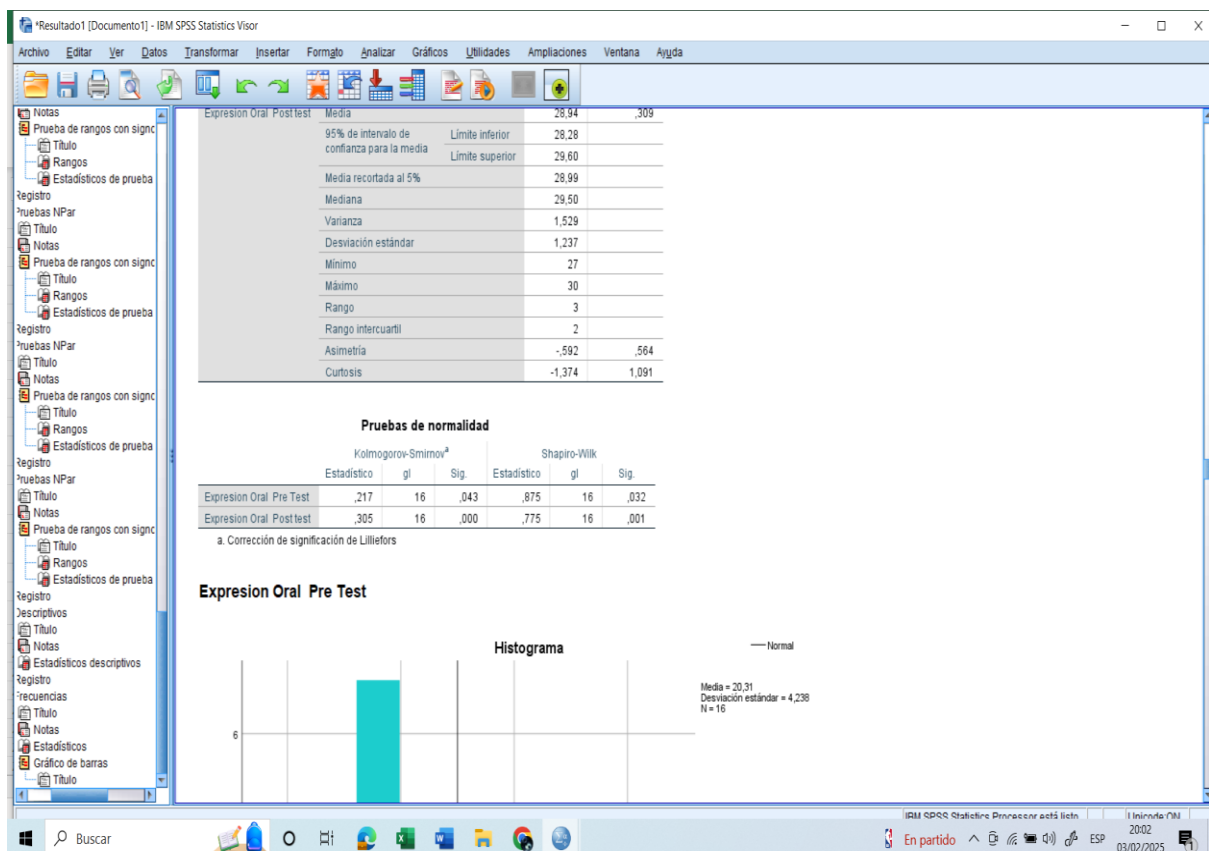 *Resultado1 [Documento1] - IBM SPSS Statistics Visor
Archivo Editar Ver Datos Transformar Insertar Formato Analizar Gráficos Utilidades Ampliaciones Ventana Ayuda
Notas
Prueba de rangos con signo
Título
Rangos
Estadísticos de prueba
Registro
Pruebas NPar
Título
Notas
Prueba de rangos con signo
Título
Rangos
Estadísticos de prueba
Registro
Pruebas NPar
Título
Notas
Prueba de rangos con signo
Título
Rangos
Estadísticos de prueba
Registro
Pruebas NPar
Título
Notas
Prueba de rangos con signo
Título
Rangos
Estadísticos de prueba
Registro
Descriptivos
Título
Notas
Estadísticos descriptivos
Registro
Frecuencias
Título
Notas
Estadísticos
Gráfico de barras
Título
Expresion Oral Posttest Media 28,94 ,309
95% de intervalo de confianza para la media Límite inferior 28,28
Límite superior 29,60
Media recortada al 5% 28,99
Mediana 29,50
Varianza 1,529
Desviación estándar 1,237
Mínimo 27
Máximo 30
Rango 3
Rango intercuartil 2
Asimetría -,592 ,564
Curtosis -1,374 1,091
Pruebas de normalidad
Kolmogorov-Smirnov^a Shapiro-Wilk
Estadístico gl Sig. Estadístico gl Sig.
Expresion Oral Pre Test ,217 16 ,043 ,875 16 ,032
Expresion Oral Posttest ,305 16 ,000 ,775 16 ,001
a. Corrección de significación de Lilliefors
Expresion Oral Pre Test
Histograma
Normal
Media = 20,31
Desviación estándar = 4,238
N = 16
6
IBM SPSS Statistics Processor está listo Unicode:ON
Buscar
En partido
ESP
20:02
03/02/2025